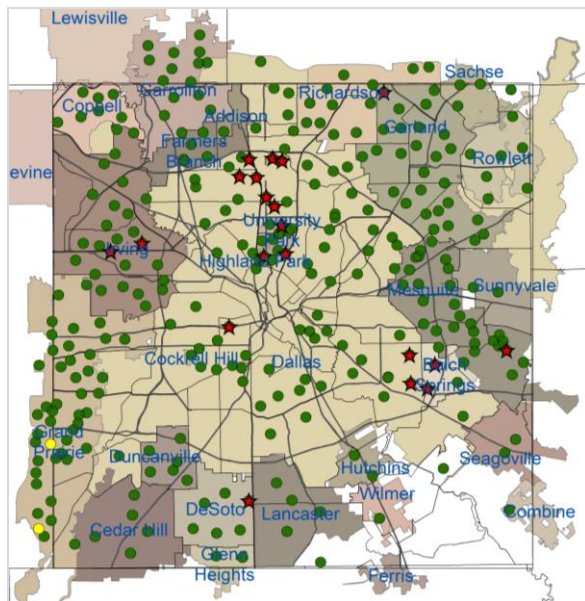 Lewisville
Sachse
Coppell
Carrollton
Addison
Richardson
Garland
Farmers
Branch
Rowlett
evine
University
Park
Irving
Highland Park
Mesquite
Sunnyvale
Cockrell Hill
Dallas
Balch
Springs
Grand
Prairie
Duncanville
Hutchins
Seagoville
Wilmer
DeSoto
Lancaster
Cedar Hill
Combine
Glenn
Heights
Ferris